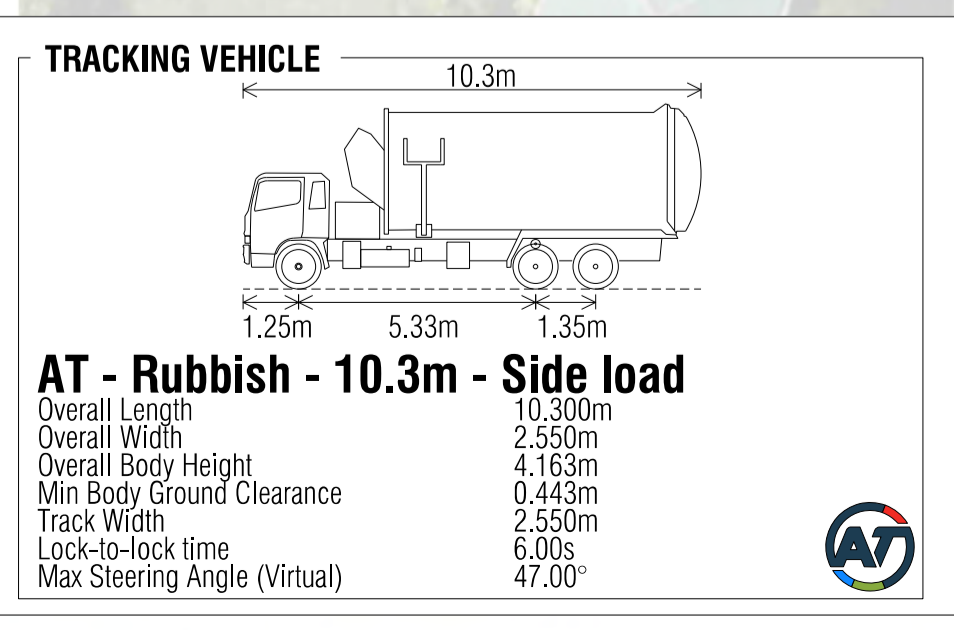 TRACKING VEHICLE
10.3m
1.25m 5.33m 1.35m
AT - Rubbish - 10.3m - Side load
Overall Length 10.300m
Overall Width 2.550m
Overall Body Height 4.163m
Min Body Ground Clearance 0.443m
Track Width 2.550m
Lock-to-lock time 6.00s
Max Steering Angle (Virtual) 47.00°
AT